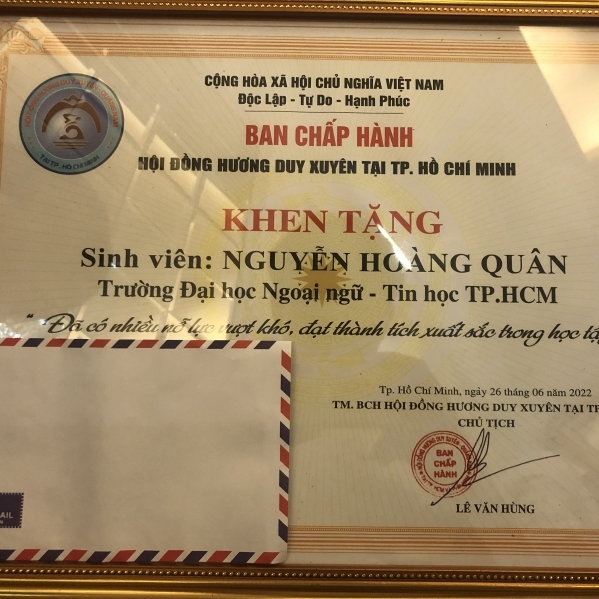 CỘNG HÒA XÃ HỘI CHỦ NGHĨA VIỆT NAM
Độc Lập - Tự Do - Hạnh Phúc
BAN CHẤP HÀNH
HỘI ĐỒNG HƯƠNG DUY XUYÊN TẠI TP. HỒ CHÍ MINH
KHEN TẶNG
Sinh viên: NGUYỄN HOÀNG QUÂN
Trường Đại học Ngoại ngữ - Tin học TP.HCM
“ Đã có nhiều nỗ lực vượt khó, đạt thành tích xuất sắc trong học
Tp. Hồ Chí Minh, ngày 26 tháng 06 năm 2022
TM. BCH HỘI ĐỒNG HƯƠNG DUY XUYÊN TẠI
CHỦ TỊCH
BAN
CHẤP
HÀNH
LÊ VĂN HÙNG
TẠI TP. HỒ CHÍ MINH